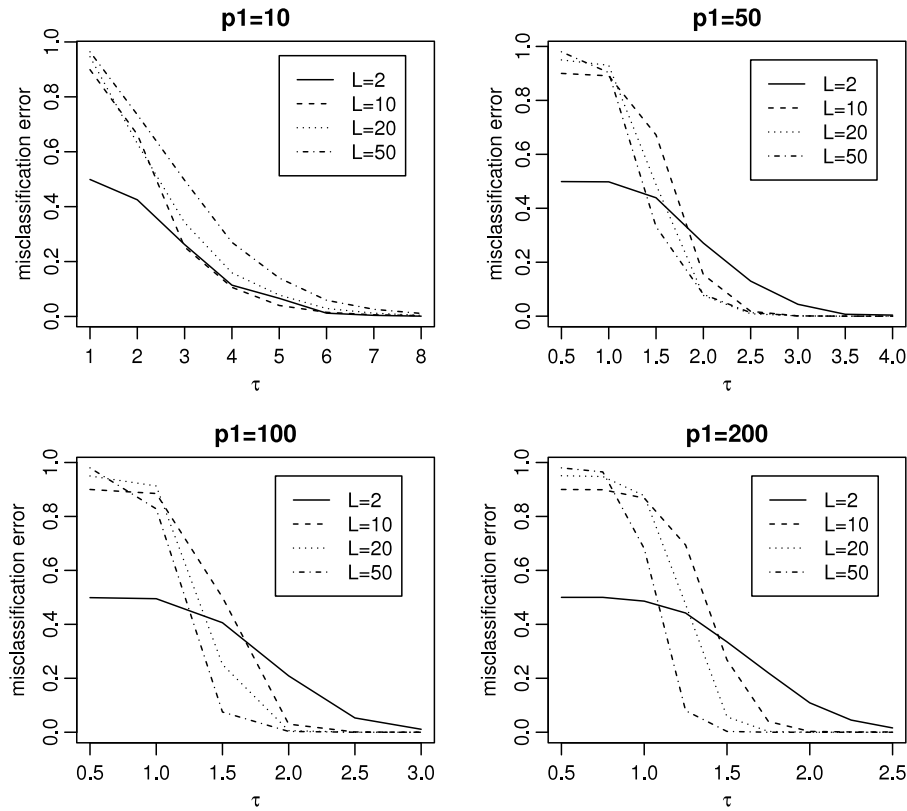 p1=10
misclassification error
0.0 0.2 0.4 0.6 0.8 1.0
L=2
L=10
L=20
L=50
1 2 3 4 5 6 7 8
τ
p1=50
misclassification error
0.0 0.2 0.4 0.6 0.8 1.0
L=2
L=10
L=20
L=50
0.5 1.0 1.5 2.0 2.5 3.0 3.5 4.0
τ
p1=100
misclassification error
0.0 0.2 0.4 0.6 0.8 1.0
L=2
L=10
L=20
L=50
0.5 1.0 1.5 2.0 2.5 3.0
τ
p1=200
misclassification error
0.0 0.2 0.4 0.6 0.8 1.0
L=2
L=10
L=20
L=50
0.5 1.0 1.5 2.0 2.5
τ